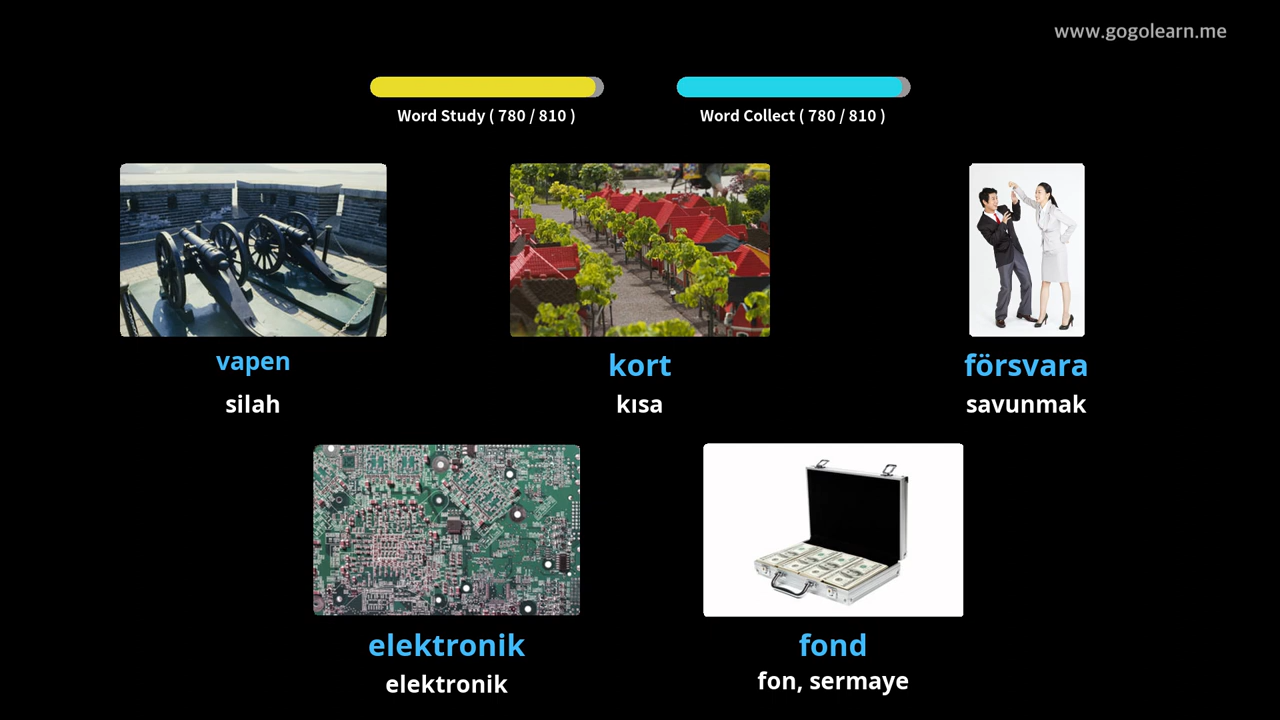 www.gogolearn.me
Word Study ( 780 / 810 )
Word Collect ( 780 / 810 )
vapen
silah
kort
kısa
försvara
savunmak
elektronik
elektronik
fond
fon, sermaye